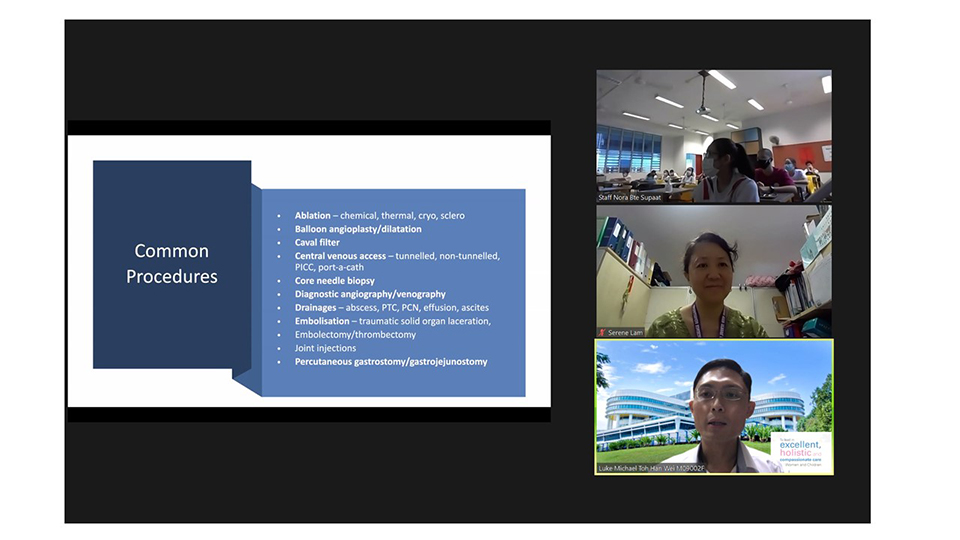 Common
Procedures
• Ablation – chemical, thermal, cryo, sclero
• Balloon angioplasty/dilatation
• Caval filter
• Central venous access – tunnelled, non-tunnelled,
PICC, port-a-cath
• Core needle biopsy
• Diagnostic angiography/venography
• Drainages – abscess, PTC, PCN, effusion, ascites
• Embolisation – traumatic solid organ laceration,
• Embolectomy/thrombectomy
• Joint injections
• Percutaneous gastrostomy/gastrojejunostomy
Staff Nora Bte Supaat
Serene Lam
excellent,
holistic and
compassionate care
Women and Children
Luke Michael Toh Han Wei M09002F